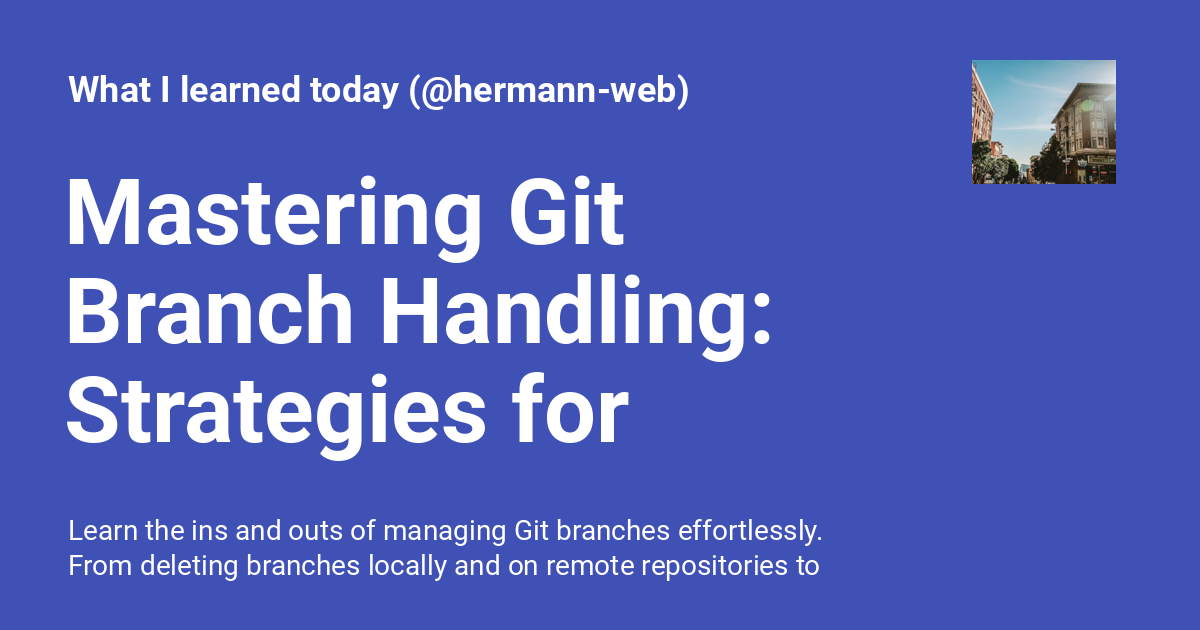 What I learned today (@hermann-web)
Mastering Git
Branch Handling:
Strategies for
Learn the ins and outs of managing Git branches effortlessly.
From deleting branches locally and on remote repositories to